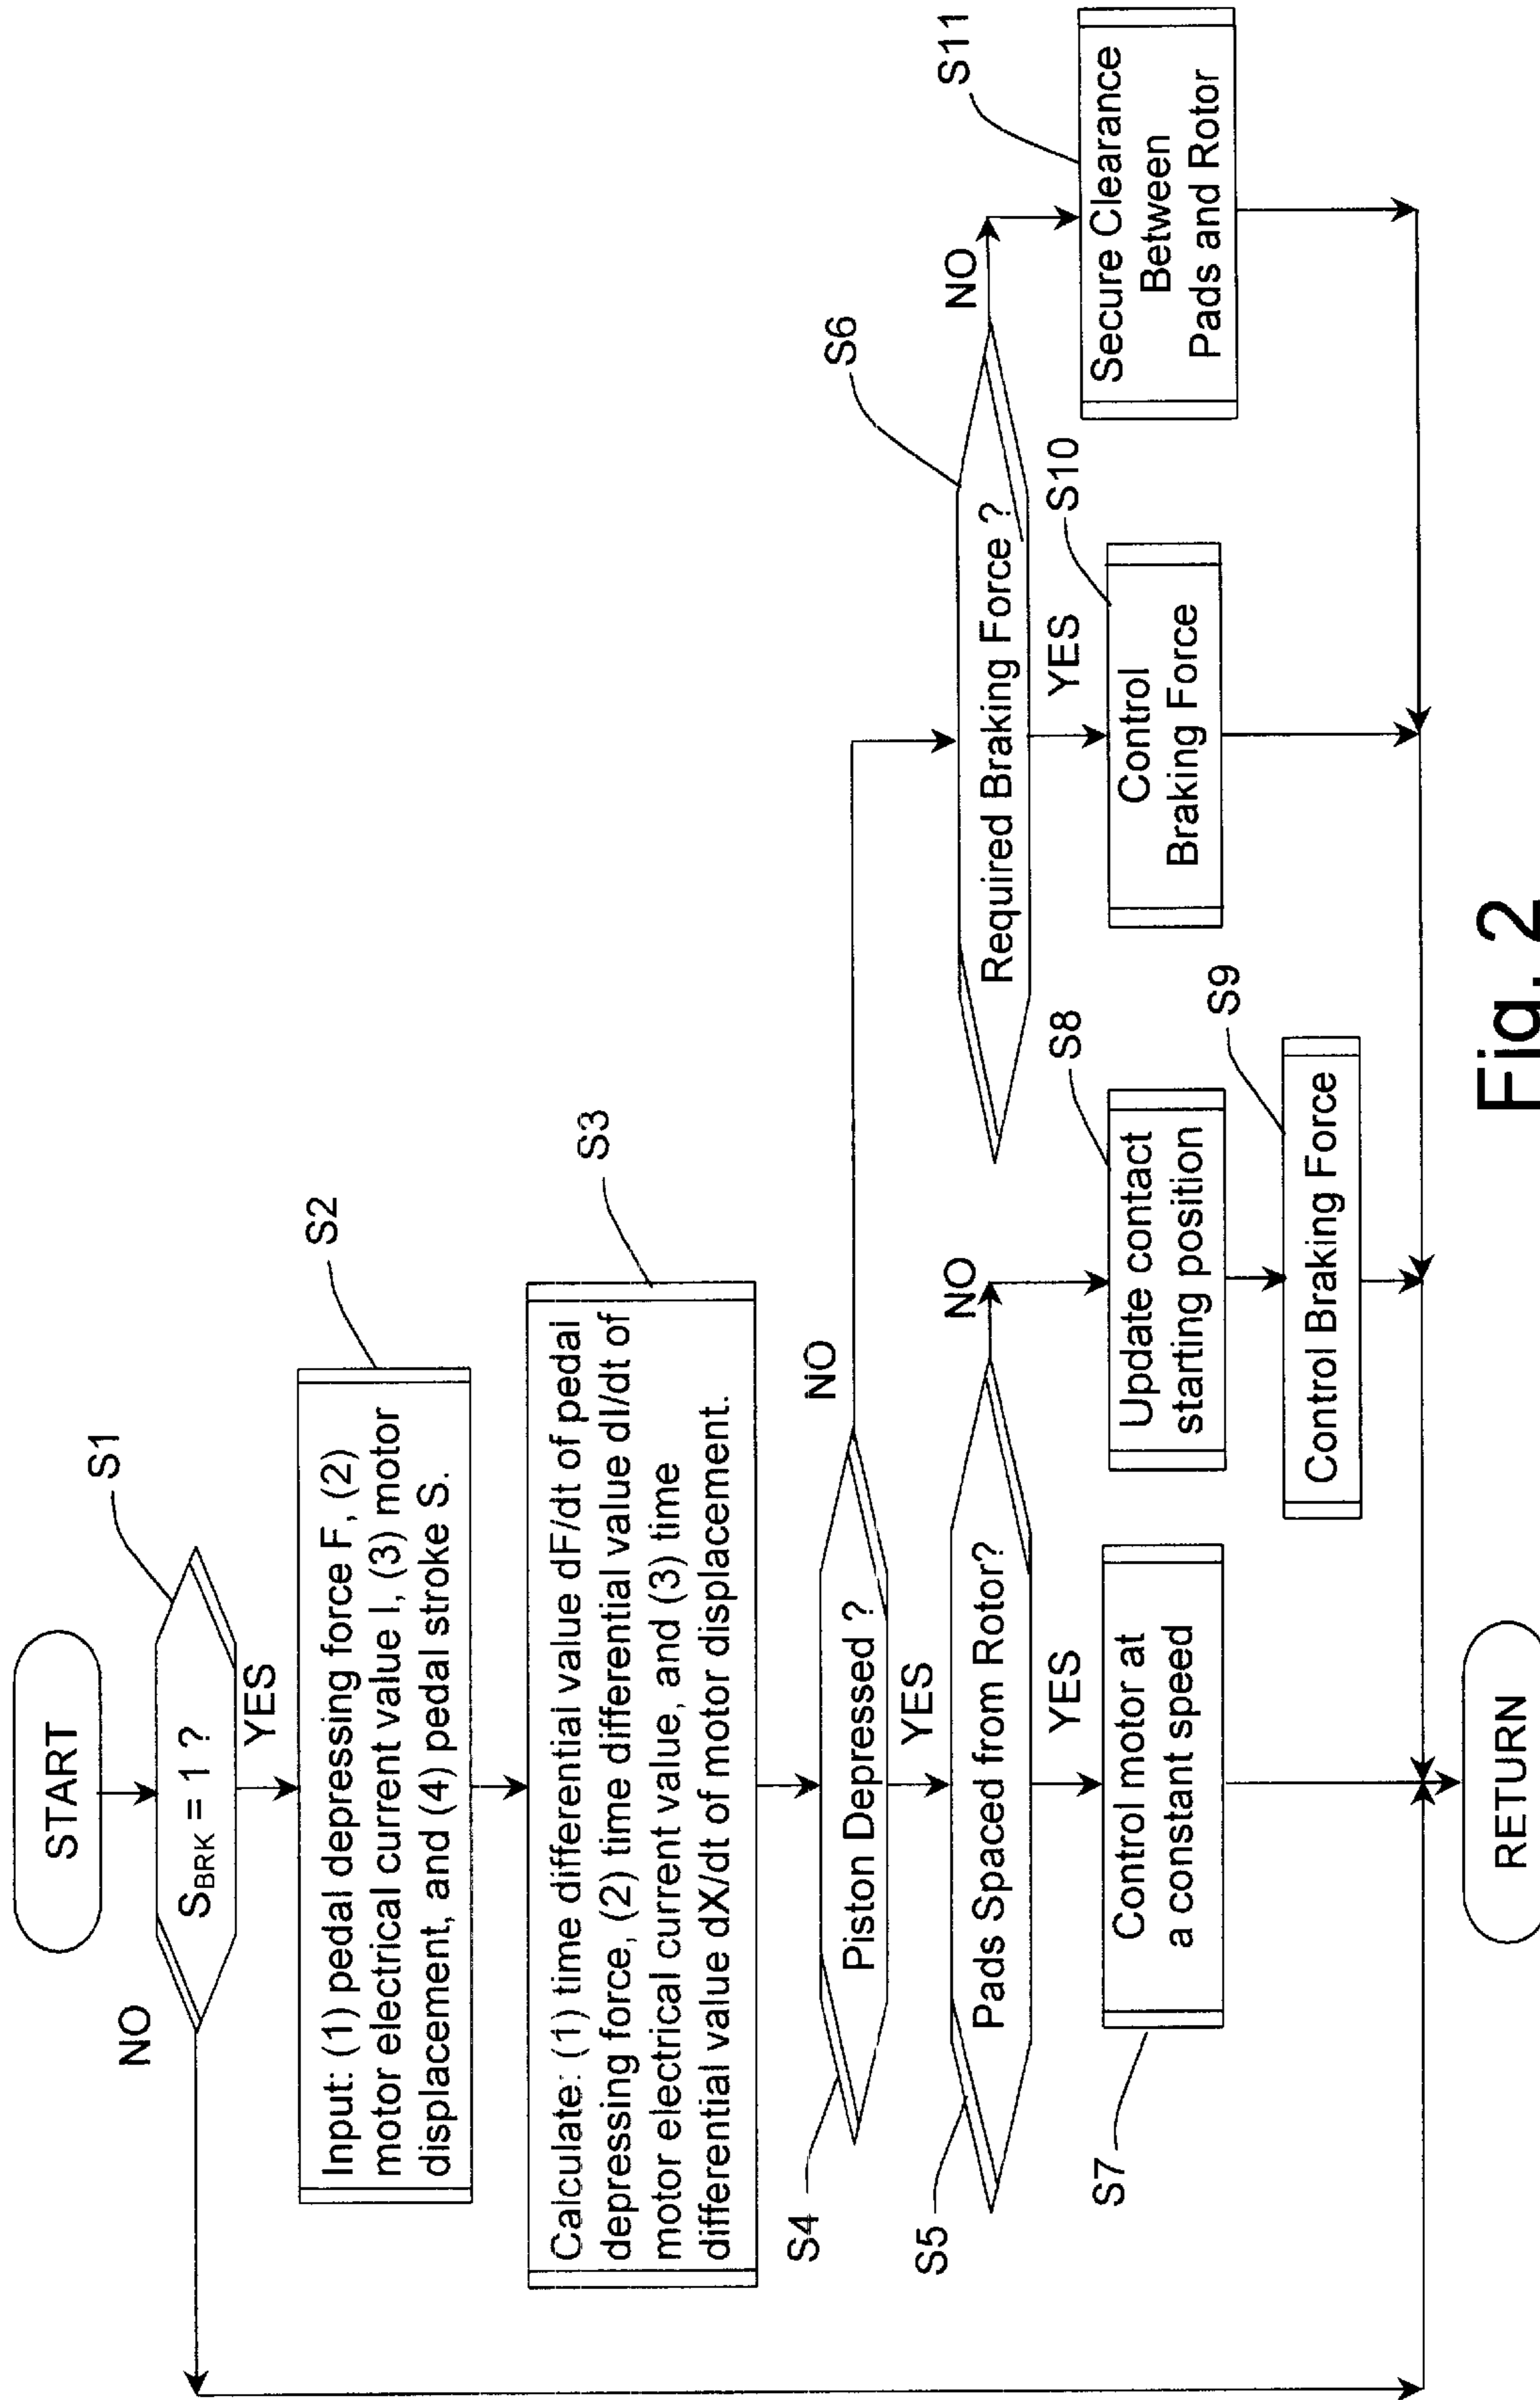 START
S1
NO
S_BRK = 1 ?
YES
S2
Input: (1) pedal depressing force F, (2)
motor electrical current value I, (3) motor
displacement, and (4) pedal stroke S.
S3
Calculate: (1) time differential value dF/dt of pedal
depressing force, (2) time differential value dI/dt of
motor electrical current value, and (3) time
differential value dX/dt of motor displacement.
S4
Piston Depressed ?
NO
YES
S5
Pads Spaced from Rotor?
NO
YES
S6
Required Braking Force ?
NO
YES
S7
Control motor at
a constant speed
S8
Update contact
starting position
S9
Control Braking Force
S10
Control
Braking Force
S11
Secure Clearance
Between
Pads and Rotor
RETURN
Fig. 2